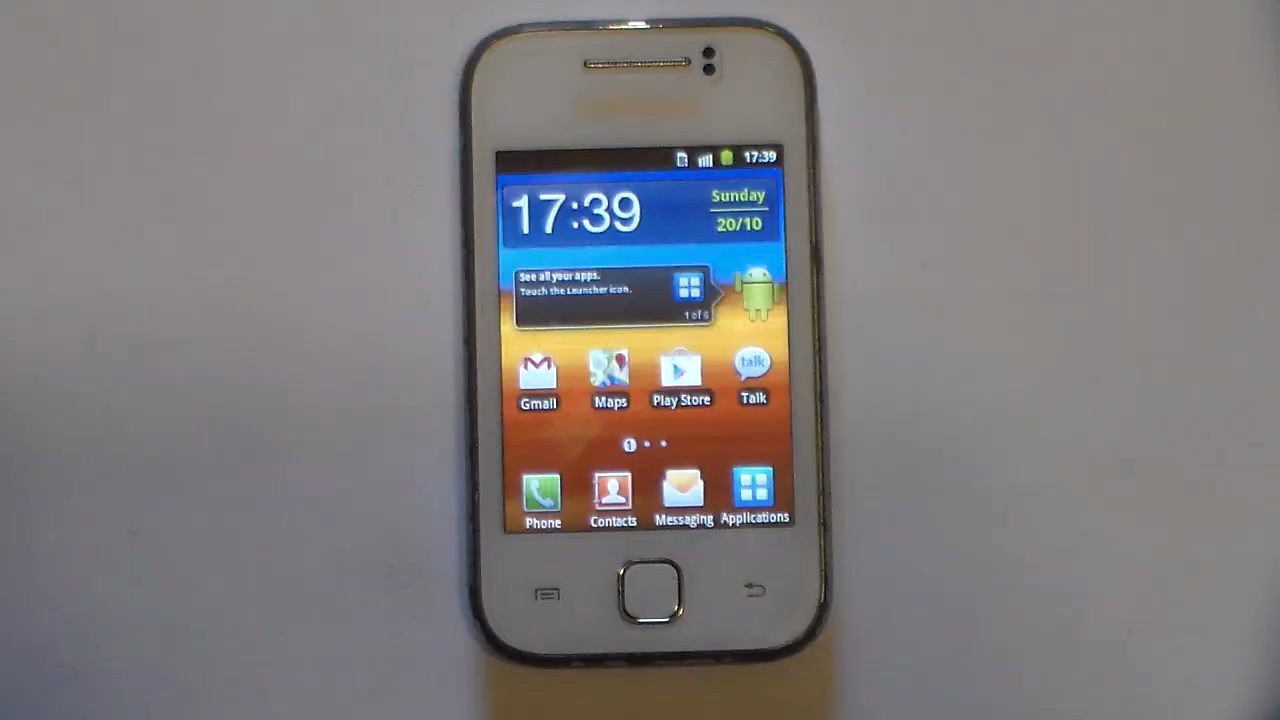 17:39
17:39
Sunday
20/10
See all your apps.
Touch the Launcher icon.
1 of 6
talk
Gmail
Maps
Play Store
Talk
1
Phone
Contacts
Messaging
Applications